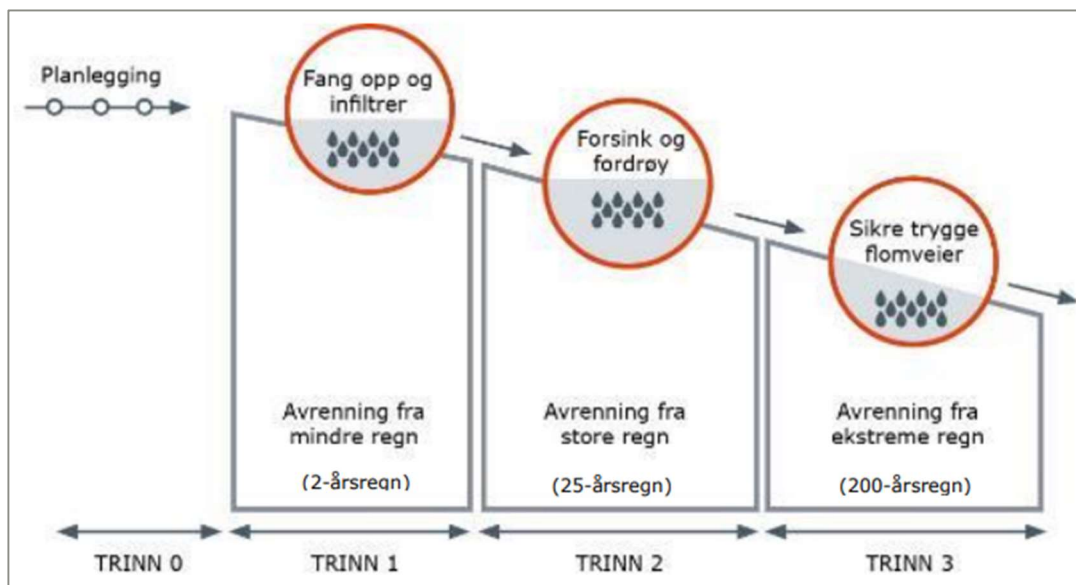 Planlegging
Fang opp og
infiltrer
Forsink og
fordrøy
Sikre trygge
flomveier
Avrenning fra
mindre regn
(2-årsregn)
Avrenning fra
store regn
(25-årsregn)
Avrenning fra
ekstreme regn
(200-årsregn)
TRINN 0
TRINN 1
TRINN 2
TRINN 3